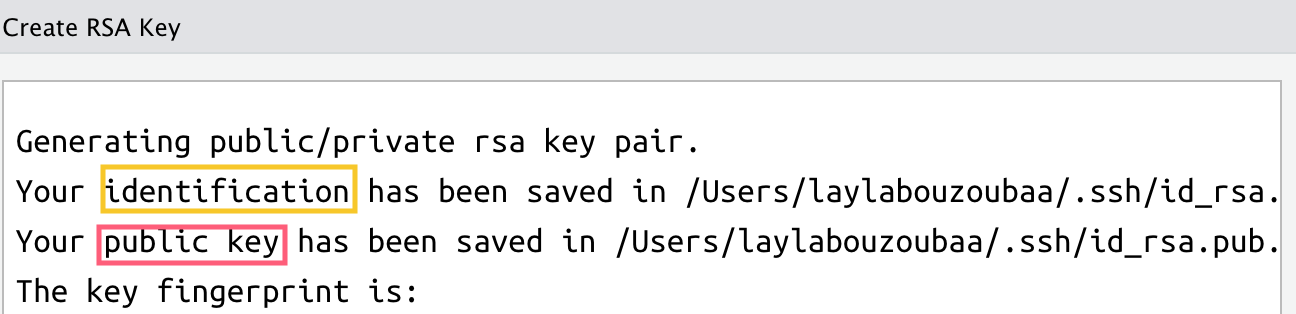 Create RSA Key
Generating public/private rsa key pair.
Your identification has been saved in /Users/laylabouzoubaa/.ssh/id_rsa.
Your public key has been saved in /Users/laylabouzoubaa/.ssh/id_rsa.pub.
The key fingerprint is: